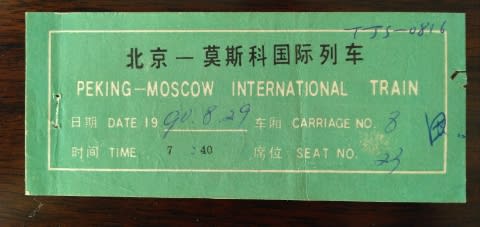 TJS-0816
北京—莫斯科国际列车
PEKING—MOSCOW INTERNATIONAL TRAIN
日期 DATE 19 90.8.29 车厢 CARRIAGE NO. 8
时间 TIME 7:40 席位 SEAT NO. 23